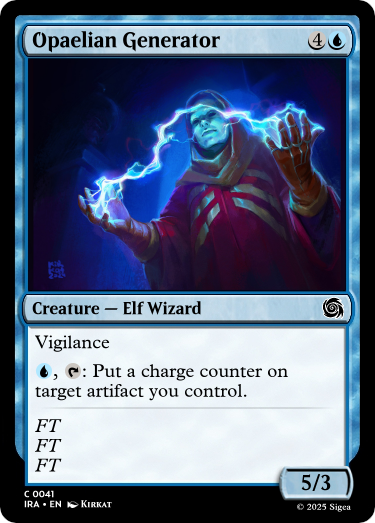 Opaelian Generator 4
Creature — Elf Wizard
Vigilance
, : Put a charge counter on
target artifact you control.
FT
FT
FT
5/3
C 0041
IRA • EN Kirkat
© 2025 Sigea